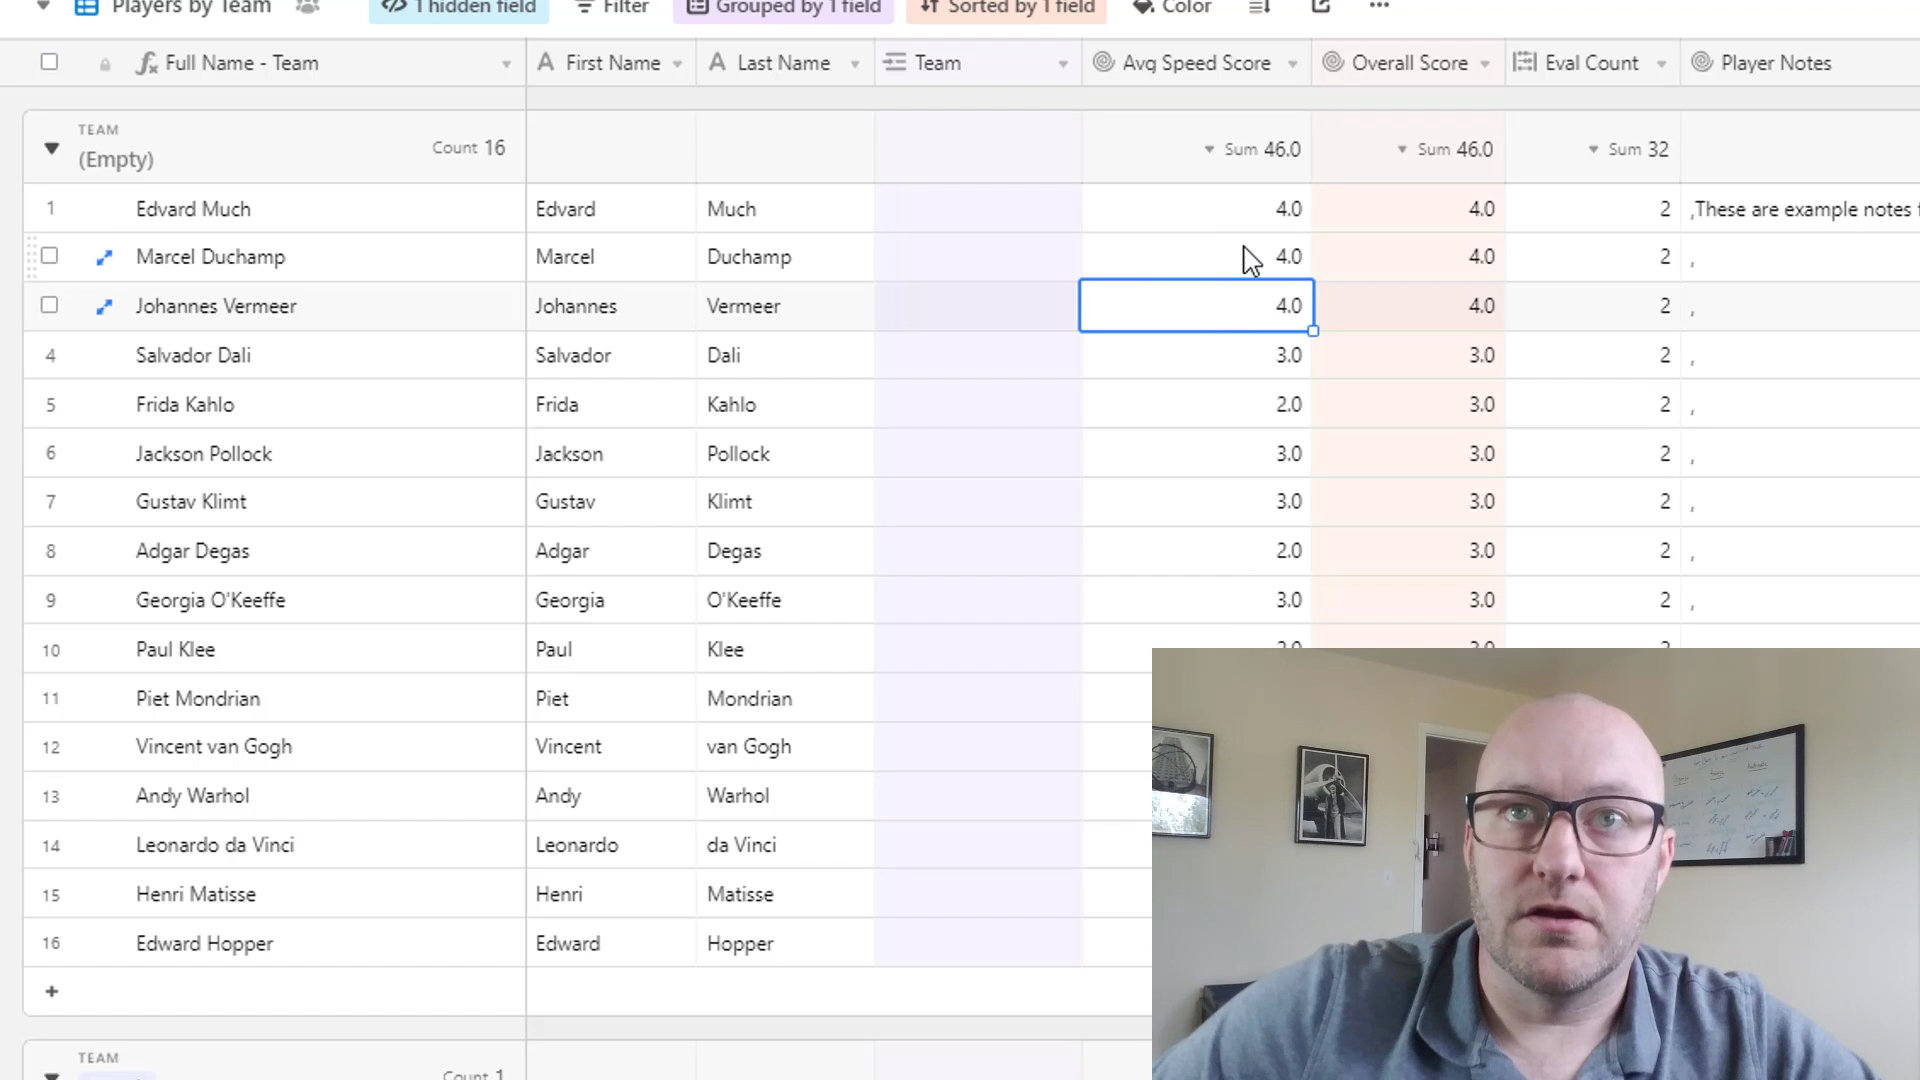 Players by Team 1 hidden field Filter Grouped by 1 field Sorted by 1 field Color ...
Full Name - Team First Name Last Name Team Avg Speed Score Overall Score Eval Count Player Notes
TEAM
(Empty) Count 16 Sum 46.0 Sum 46.0 Sum 32
1 Edvard Much Edvard Much 4.0 4.0 2 ,These are example notes
Marcel Duchamp Marcel Duchamp 4.0 4.0 2 ,
Johannes Vermeer Johannes Vermeer 4.0 4.0 2 ,
4 Salvador Dali Salvador Dali 3.0 3.0 2 ,
5 Frida Kahlo Frida Kahlo 2.0 3.0 2 ,
6 Jackson Pollock Jackson Pollock 3.0 3.0 2 ,
7 Gustav Klimt Gustav Klimt 3.0 3.0 2 ,
8 Adgar Degas Adgar Degas 2.0 3.0 2 ,
9 Georgia O'Keeffe Georgia O'Keeffe 3.0 3.0 2 ,
10 Paul Klee Paul Klee
11 Piet Mondrian Piet Mondrian
12 Vincent van Gogh Vincent van Gogh
13 Andy Warhol Andy Warhol
14 Leonardo da Vinci Leonardo da Vinci
15 Henri Matisse Henri Matisse
16 Edward Hopper Edward Hopper
+
TEAM
Count 1